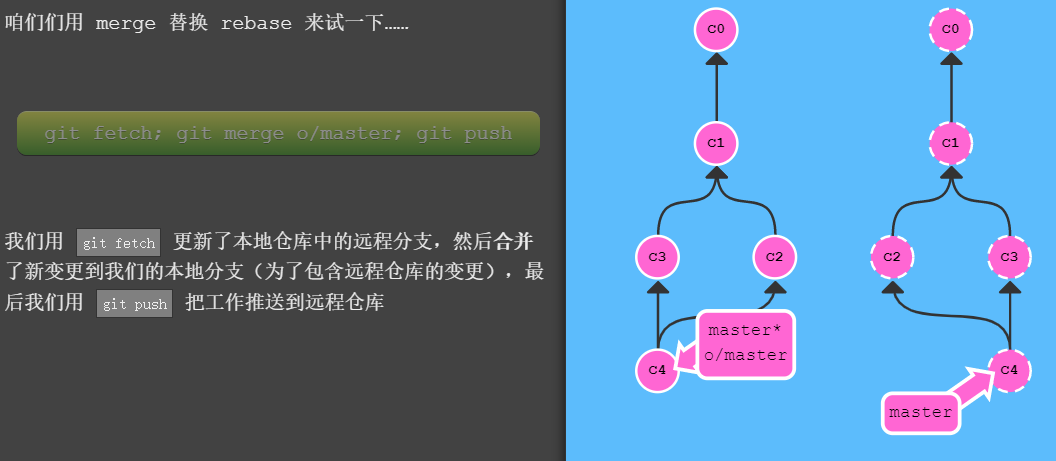 咱们们用 merge 替换 rebase 来试一下……
git fetch; git merge o/master; git push
我们用 git fetch 更新了本地仓库中的远程分支，然后合并
了新变更到我们的本地分支（为了包含远程仓库的变更），最
后我们用 git push 把工作推送到远程仓库
C0
C1
C3
C2
C4
master*
o/master
C0
C1
C2
C3
C4
master